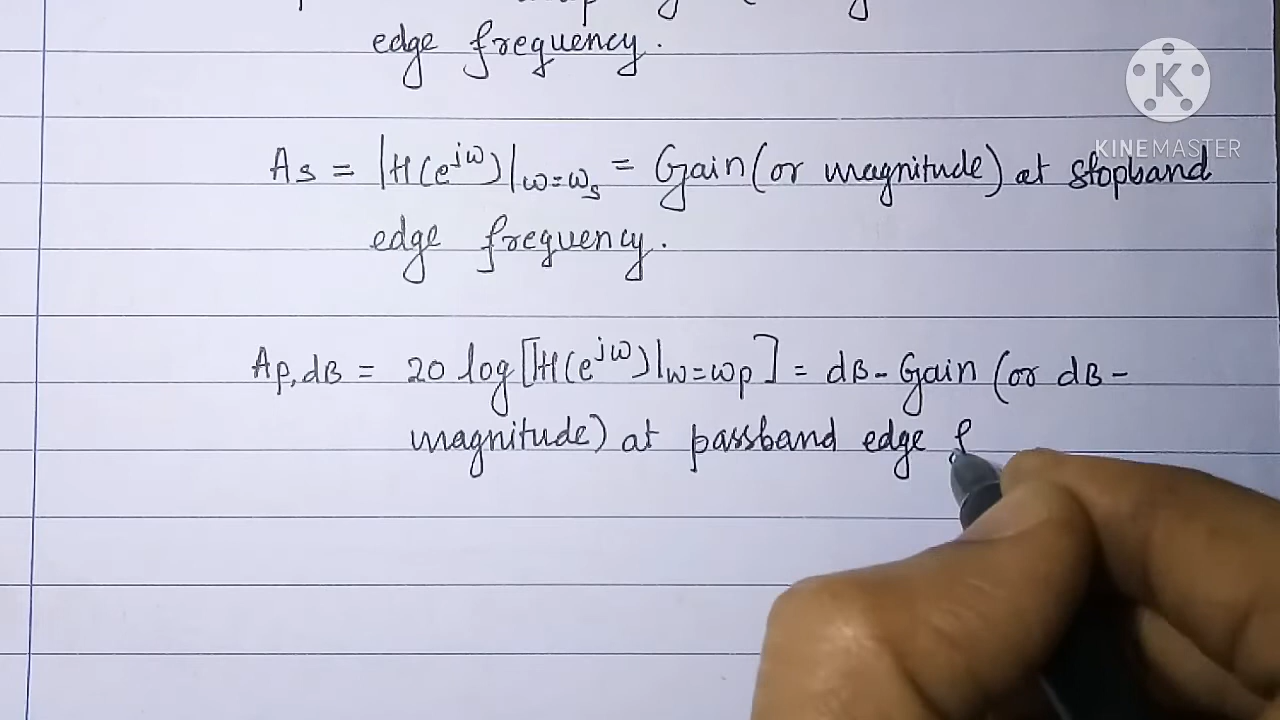 edge frequency.
K
KINEMASTER
As = |H(e^jω)|ω=ωs = Gain (or magnitude) at stopband
edge frequency.
Ap,dB = 20 log [|H(e^jω)|ω=ωp] = dB-Gain (or dB-
magnitude) at passband edge f